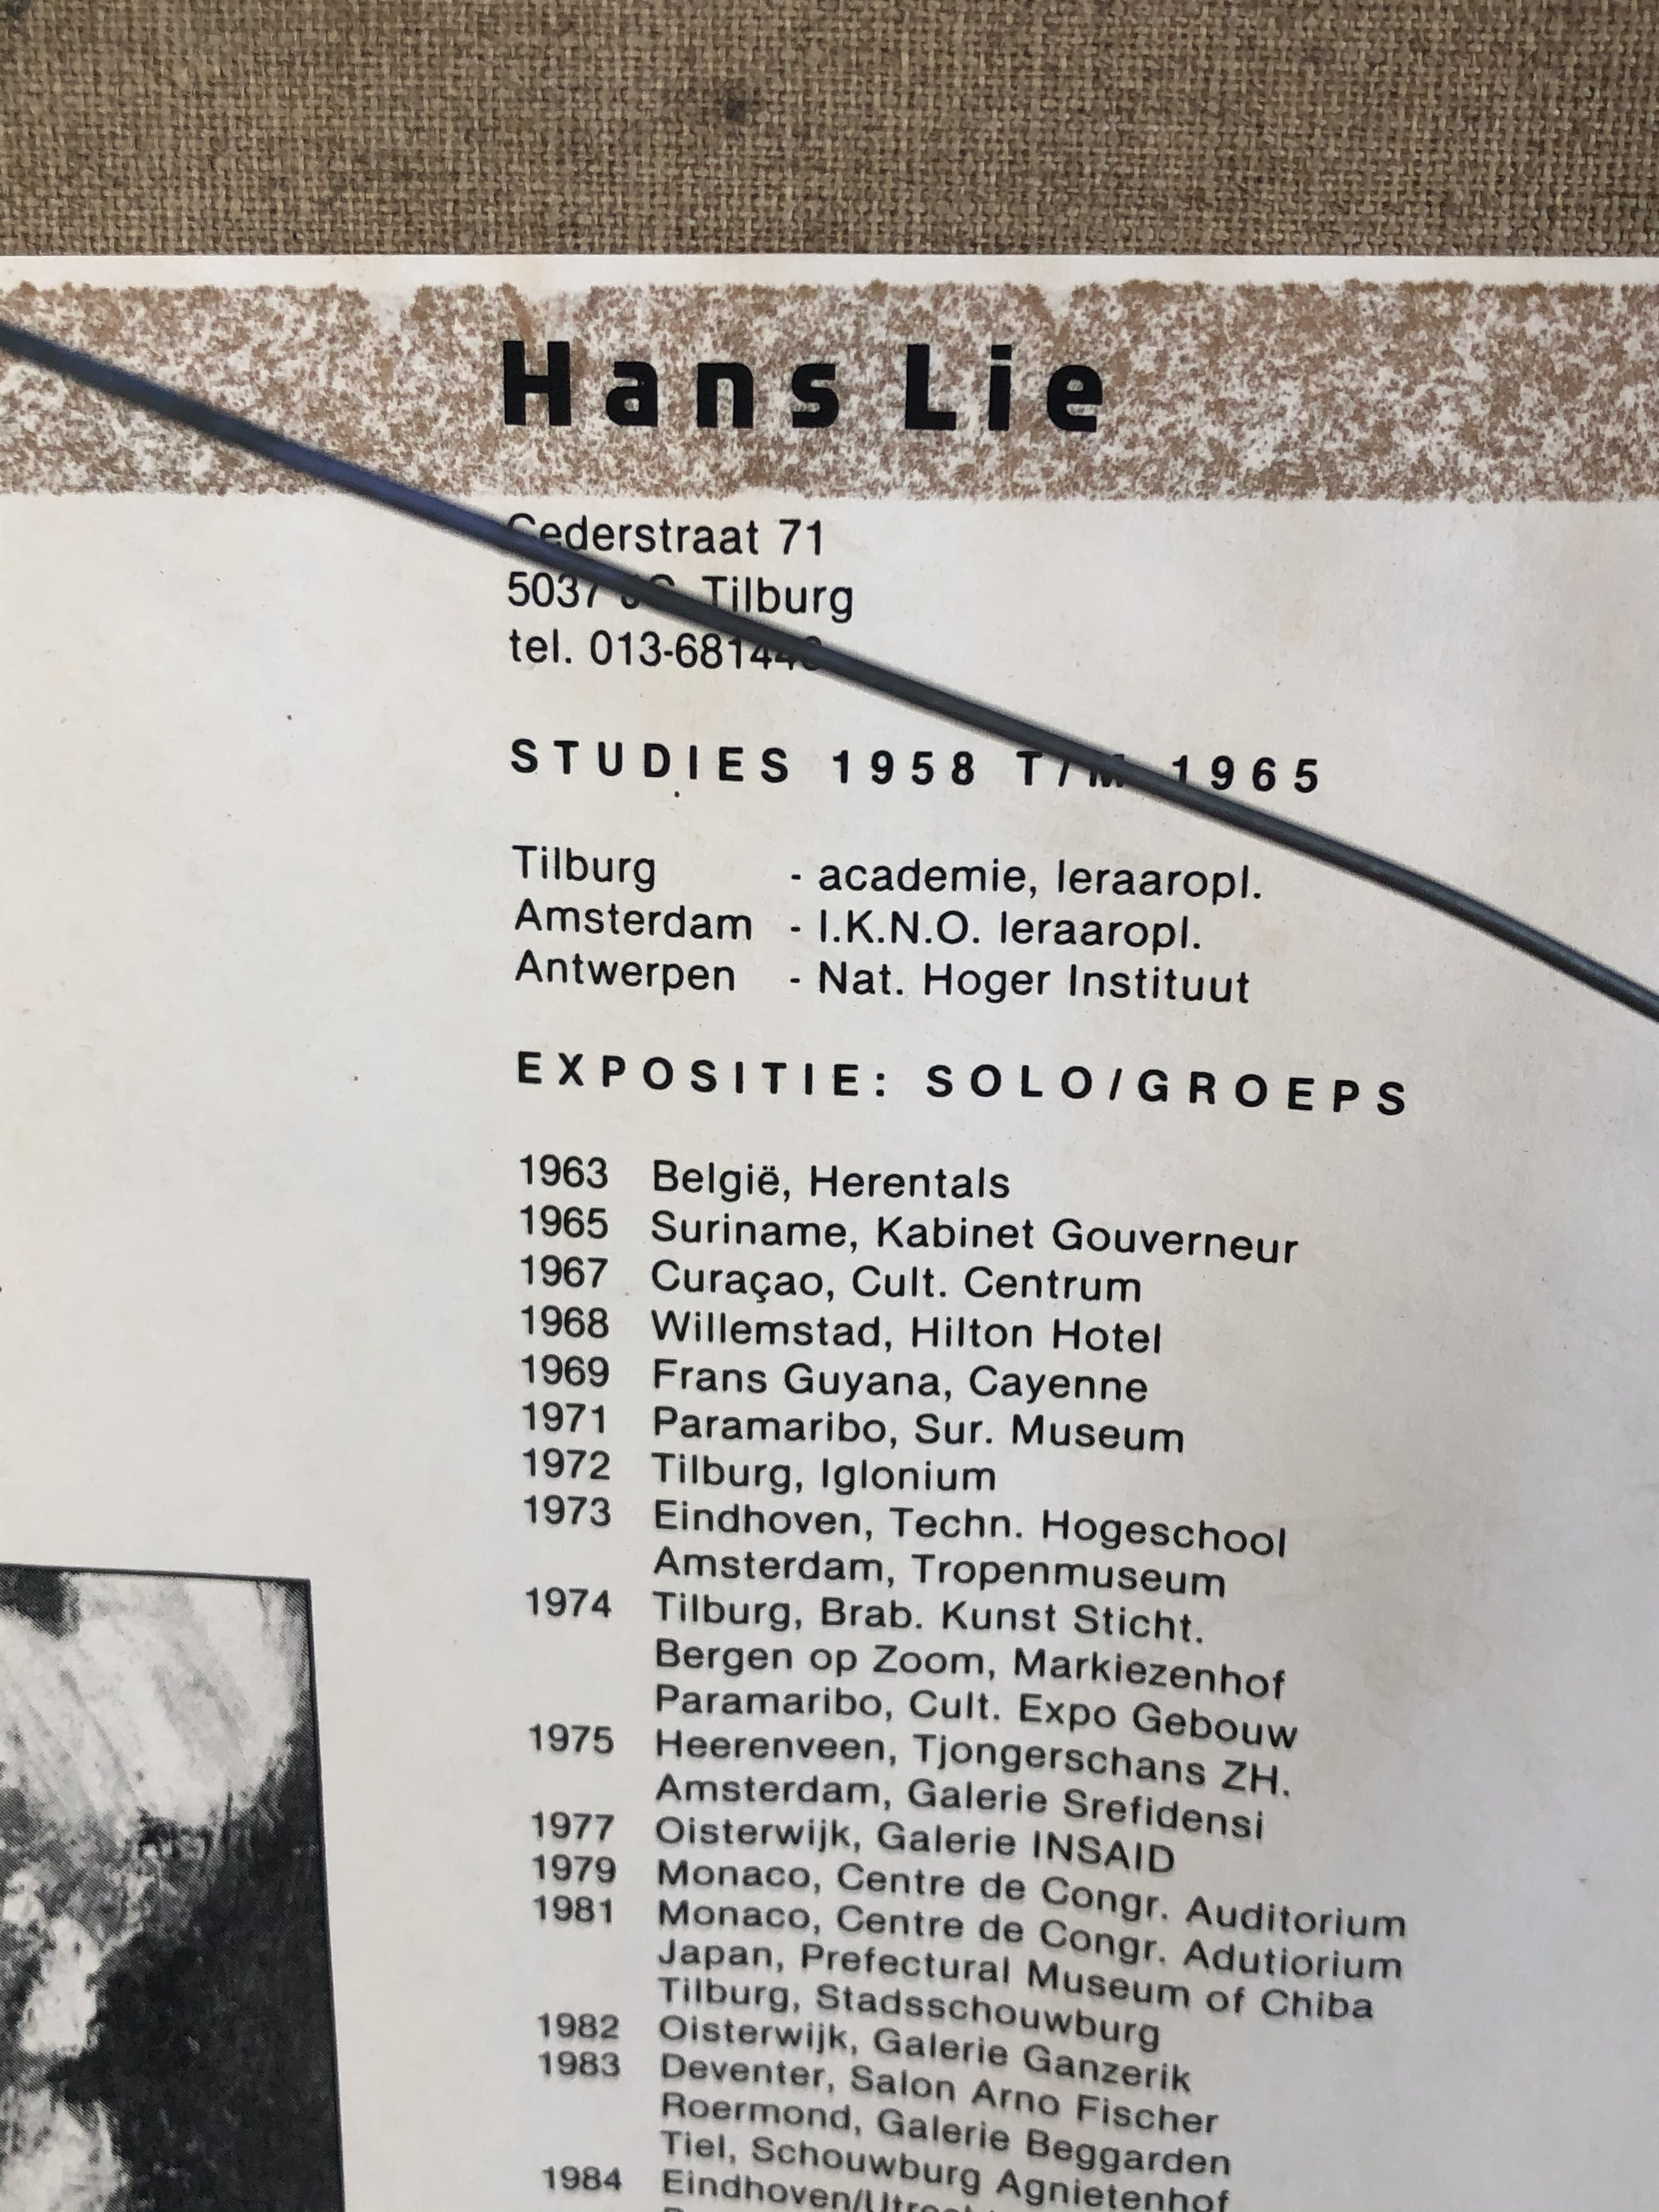 Hans Lie
Cederstraat 71
5037 Tilburg
tel.
STUDIES 1958 T/M 1965
Tilburg - academie, leraaropl.
Amsterdam - I.K.N.O. leraaropl.
Antwerpen - Nat. Hoger Instituut
EXPOSITIE: SOLO/GROEPS
1963 België, Herentals
1965 Suriname, Kabinet Gouverneur
1967 Curaçao, Cult. Centrum
1968 Willemstad, Hilton Hotel
1969 Frans Guyana, Cayenne
1971 Paramaribo, Sur. Museum
1972 Tilburg, Iglonium
1973 Eindhoven, Techn. Hogeschool
Amsterdam, Tropenmuseum
1974 Tilburg, Brab. Kunst Sticht.
Bergen op Zoom, Markiezenhof
Paramaribo, Cult. Expo Gebouw
1975 Heerenveen, Tjongerschans ZH.
Amsterdam, Galerie Srefidensi
1977 Oisterwijk, Galerie INSAID
1979 Monaco, Centre de Congr. Auditorium
1981 Monaco, Centre de Congr. Adutiorium
Japan, Prefectural Museum of Chiba
Tilburg, Stadsschouwburg
1982 Oisterwijk, Galerie Ganzerik
1983 Deventer, Salon Arno Fischer
Roermond, Galerie Beggarden
Tiel, Schouwburg Agnietenhof
1984 Eindhoven/